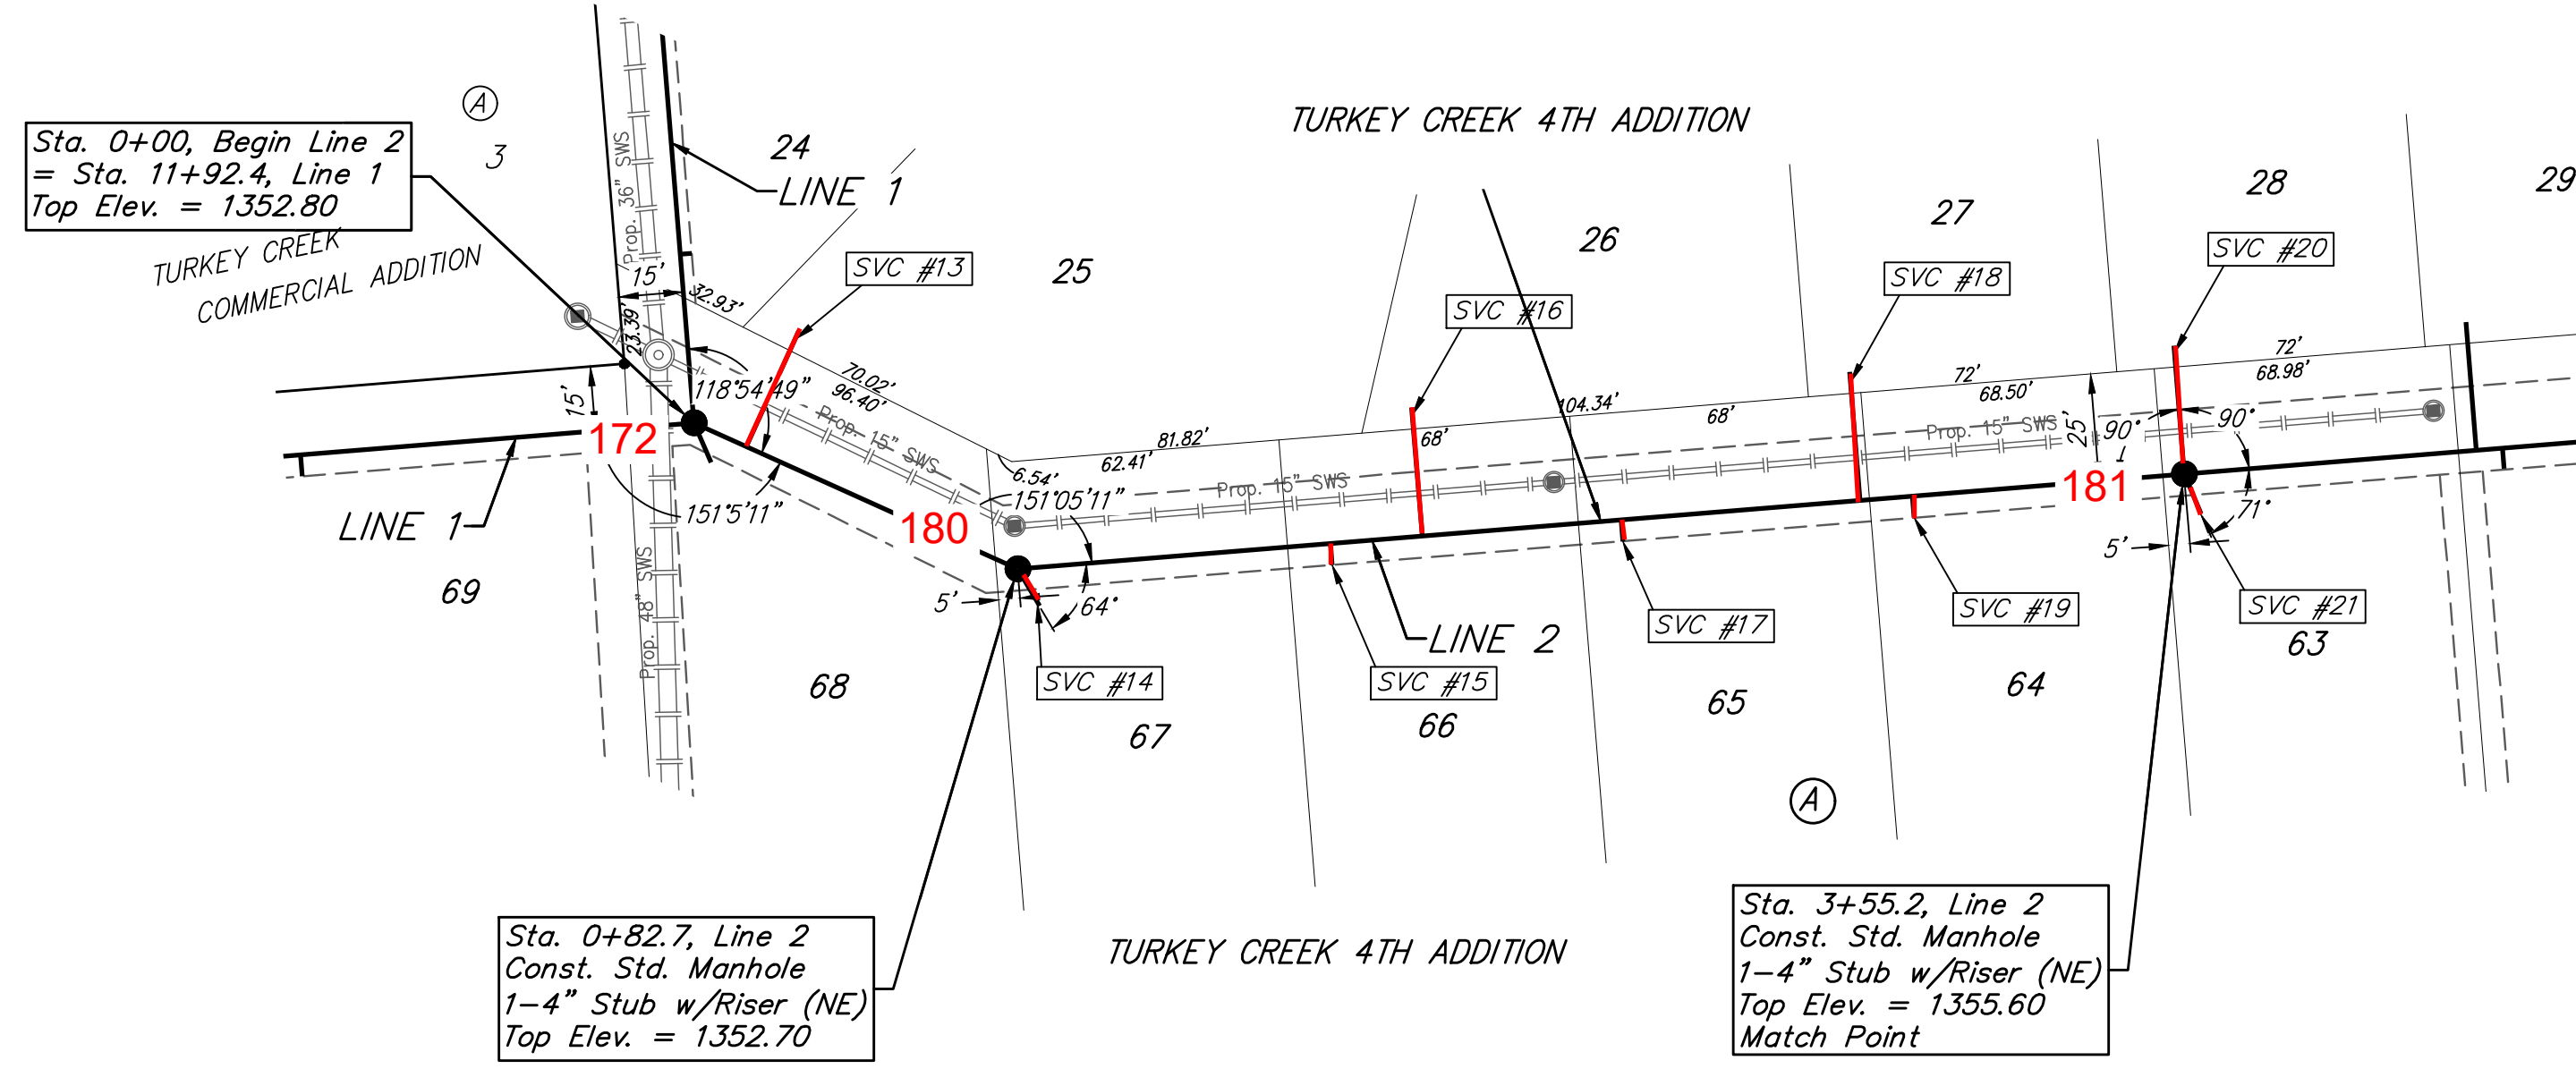 Sta. 0+00, Begin Line 2
= Sta. 11+92.4, Line 1
Top Elev. = 1352.80
A
3
TURKEY CREEK
COMMERCIAL ADDITION
Prop. 36" SWS
24
LINE 1
15'
23.39'
32.93'
SVC #13
25
TURKEY CREEK 4TH ADDITION
26
27
28
29
SVC #16
SVC #18
SVC #20
118°54'49"
70.02'
96.40'
Prop. 15" SWS
15'
172
151°5'11"
LINE 1
69
Prop. 48" SWS
68
180
6.54'
151°05'11"
81.82'
62.41'
Prop. 15" SWS
68'
104.34'
68'
72'
68.50'
Prop. 15" SWS
25'
72'
68.98'
90°
90°
181
71°
5'
5'
64°
SVC #14
67
SVC #15
66
LINE 2
SVC #17
65
SVC #19
64
SVC #21
63
A
Sta. 0+82.7, Line 2
Const. Std. Manhole
1-4" Stub w/Riser (NE)
Top Elev. = 1352.70
TURKEY CREEK 4TH ADDITION
Sta. 3+55.2, Line 2
Const. Std. Manhole
1-4" Stub w/Riser (NE)
Top Elev. = 1355.60
Match Point